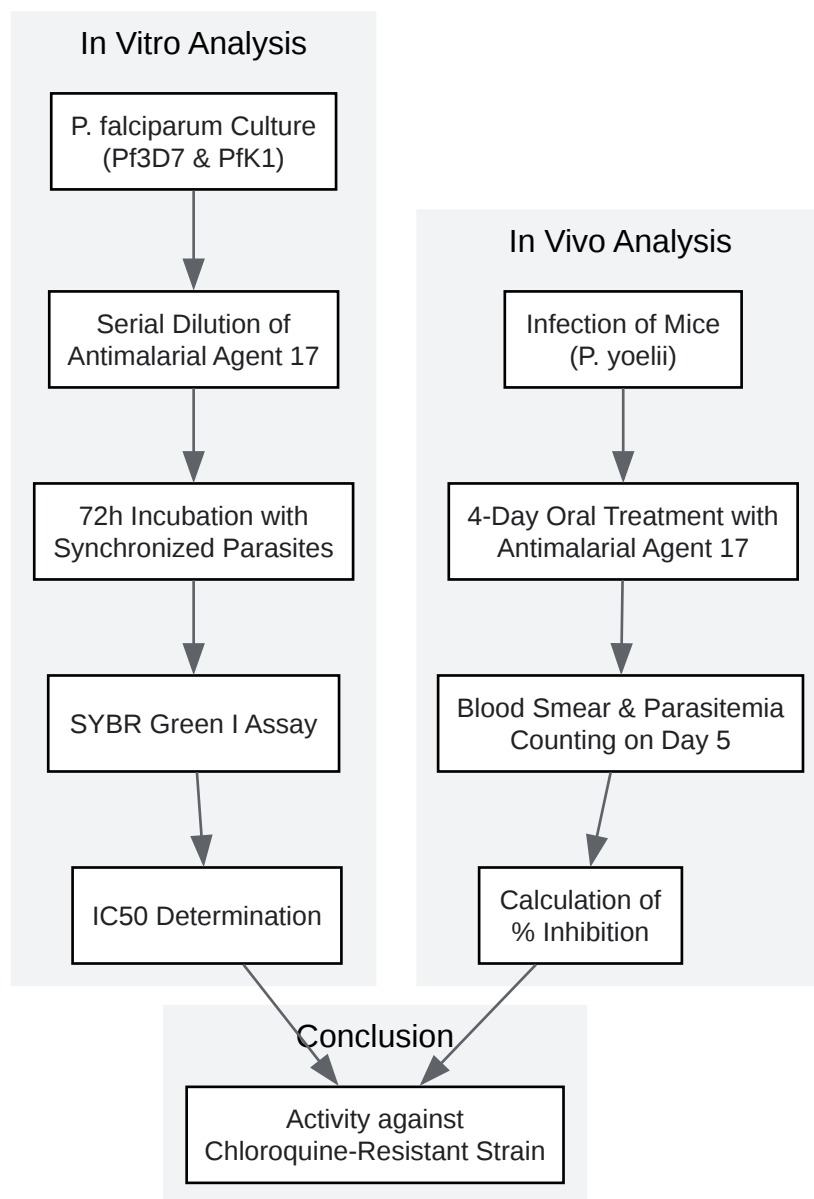 In Vitro Analysis
P. falciparum Culture
(Pf3D7 & PfK1)
Serial Dilution of
Antimalarial Agent 17
72h Incubation with
Synchronized Parasites
SYBR Green I Assay
IC50 Determination
In Vivo Analysis
Infection of Mice
(P. yoelii)
4-Day Oral Treatment with
Antimalarial Agent 17
Blood Smear & Parasitemia
Counting on Day 5
Calculation of
% Inhibition
Conclusion
Activity against
Chloroquine-Resistant Strain